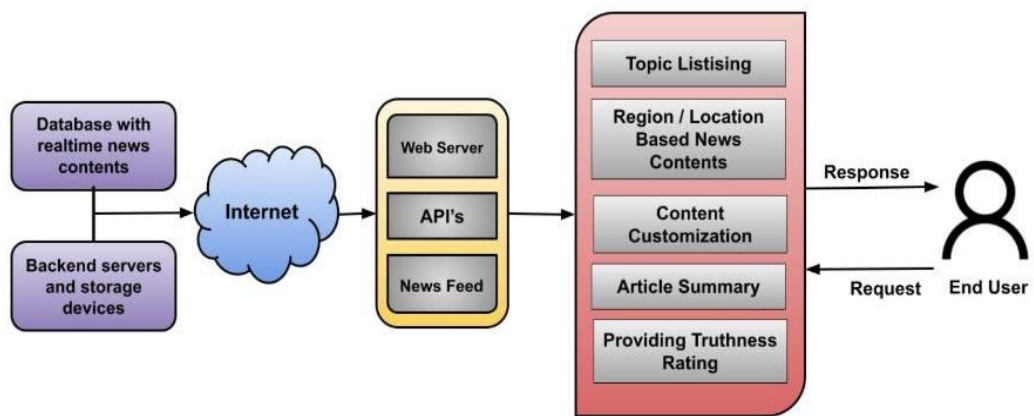 Database with
realtime news
contents
Backend servers
and storage
devices
Internet
Web Server
API's
News Feed
Topic Listising
Region / Location
Based News
Contents
Content
Customization
Article Summary
Providing Truthness
Rating
Response
Request
End User